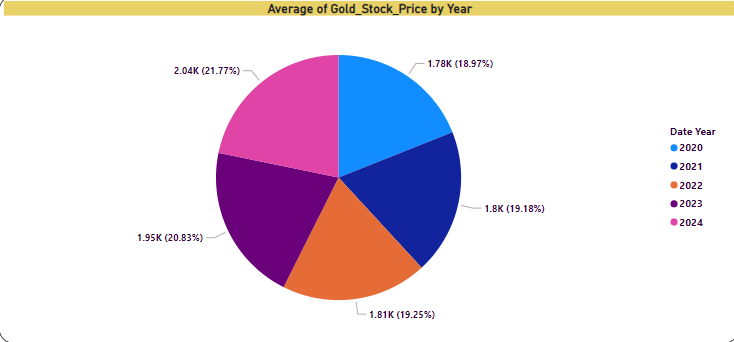 Average of Gold_Stock_Price by Year
2.04K (21.77%)
1.78K (18.97%)
1.8K (19.18%)
1.95K (20.83%)
1.81K (19.25%)
Date Year
2020
2021
2022
2023
2024